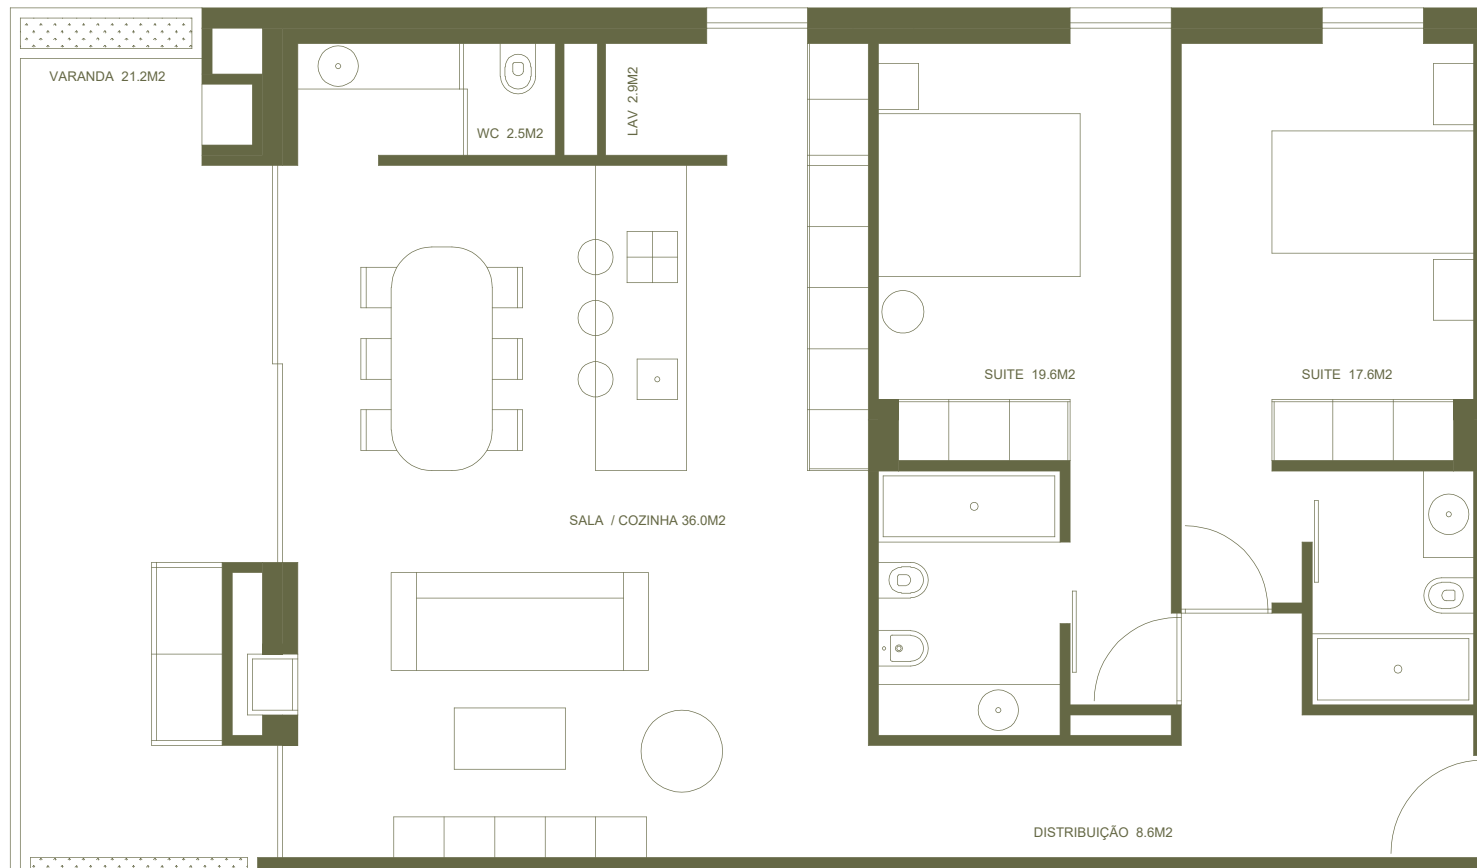 VARANDA 21.2M2
WC 2.5M2
LAV 2.9M2
SUITE 19.6M2
SUITE 17.6M2
SALA / COZINHA 36.0M2
DISTRIBUIÇÃO 8.6M2